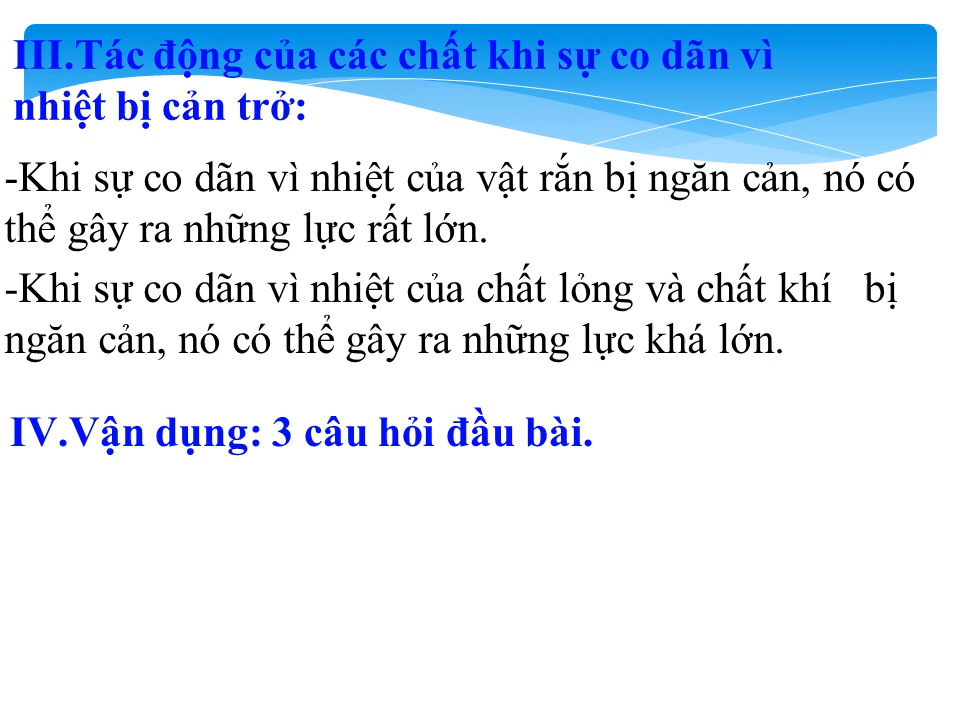 III.Tác động của các chất khi sự co dãn vì
nhiệt bị cản trở:
-Khi sự co dãn vì nhiệt của vật rắn bị ngăn cản, nó có
thể gây ra những lực rất lớn.
-Khi sự co dãn vì nhiệt của chất lỏng và chất khí bị
ngăn cản, nó có thể gây ra những lực khá lớn.
IV.Vận dụng: 3 câu hỏi đầu bài.